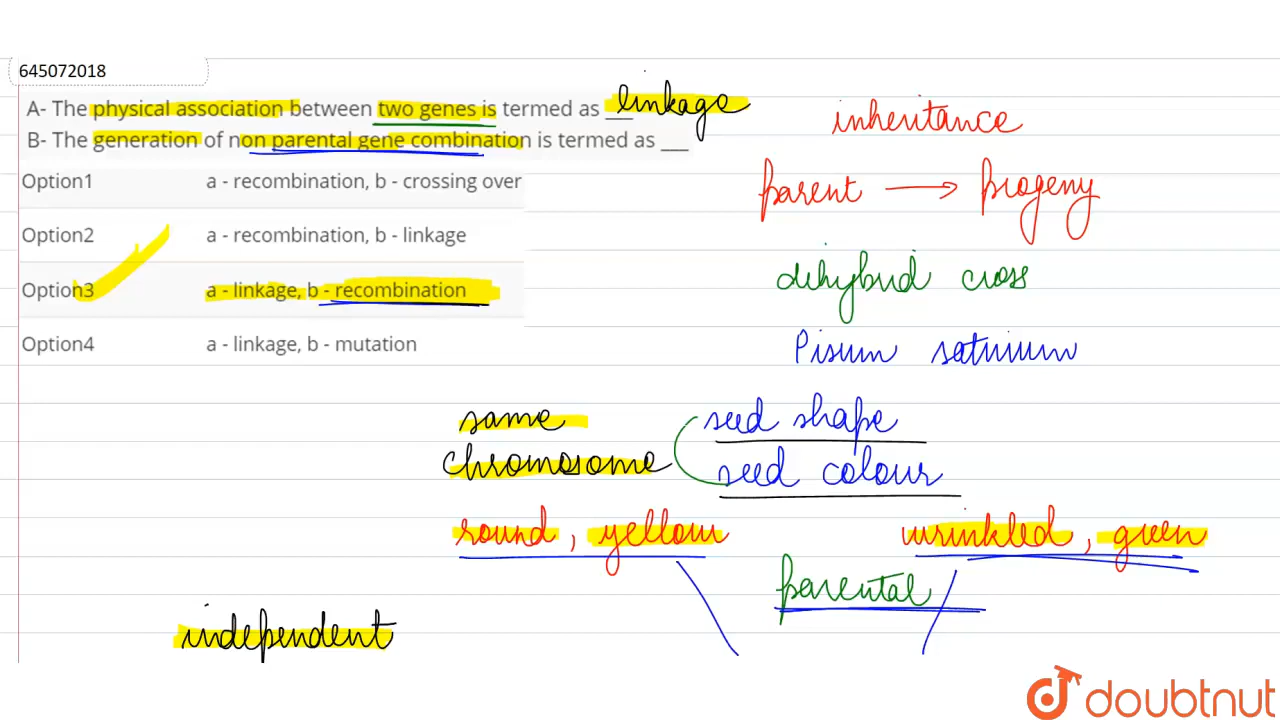 645072018
A- The physical association between two genes is termed as ___ linkage
B- The generation of non parental gene combination is termed as ___
Option1 a - recombination, b - crossing over
Option2 a - recombination, b - linkage
Option3 a - linkage, b - recombination
Option4 a - linkage, b - mutation
inheritance
parent → progeny
dihybrid cross
Pisum sativum
same
chromosome
seed shape
seed colour
round, yellow
wrinkled, green
parental
independent
doubtnut